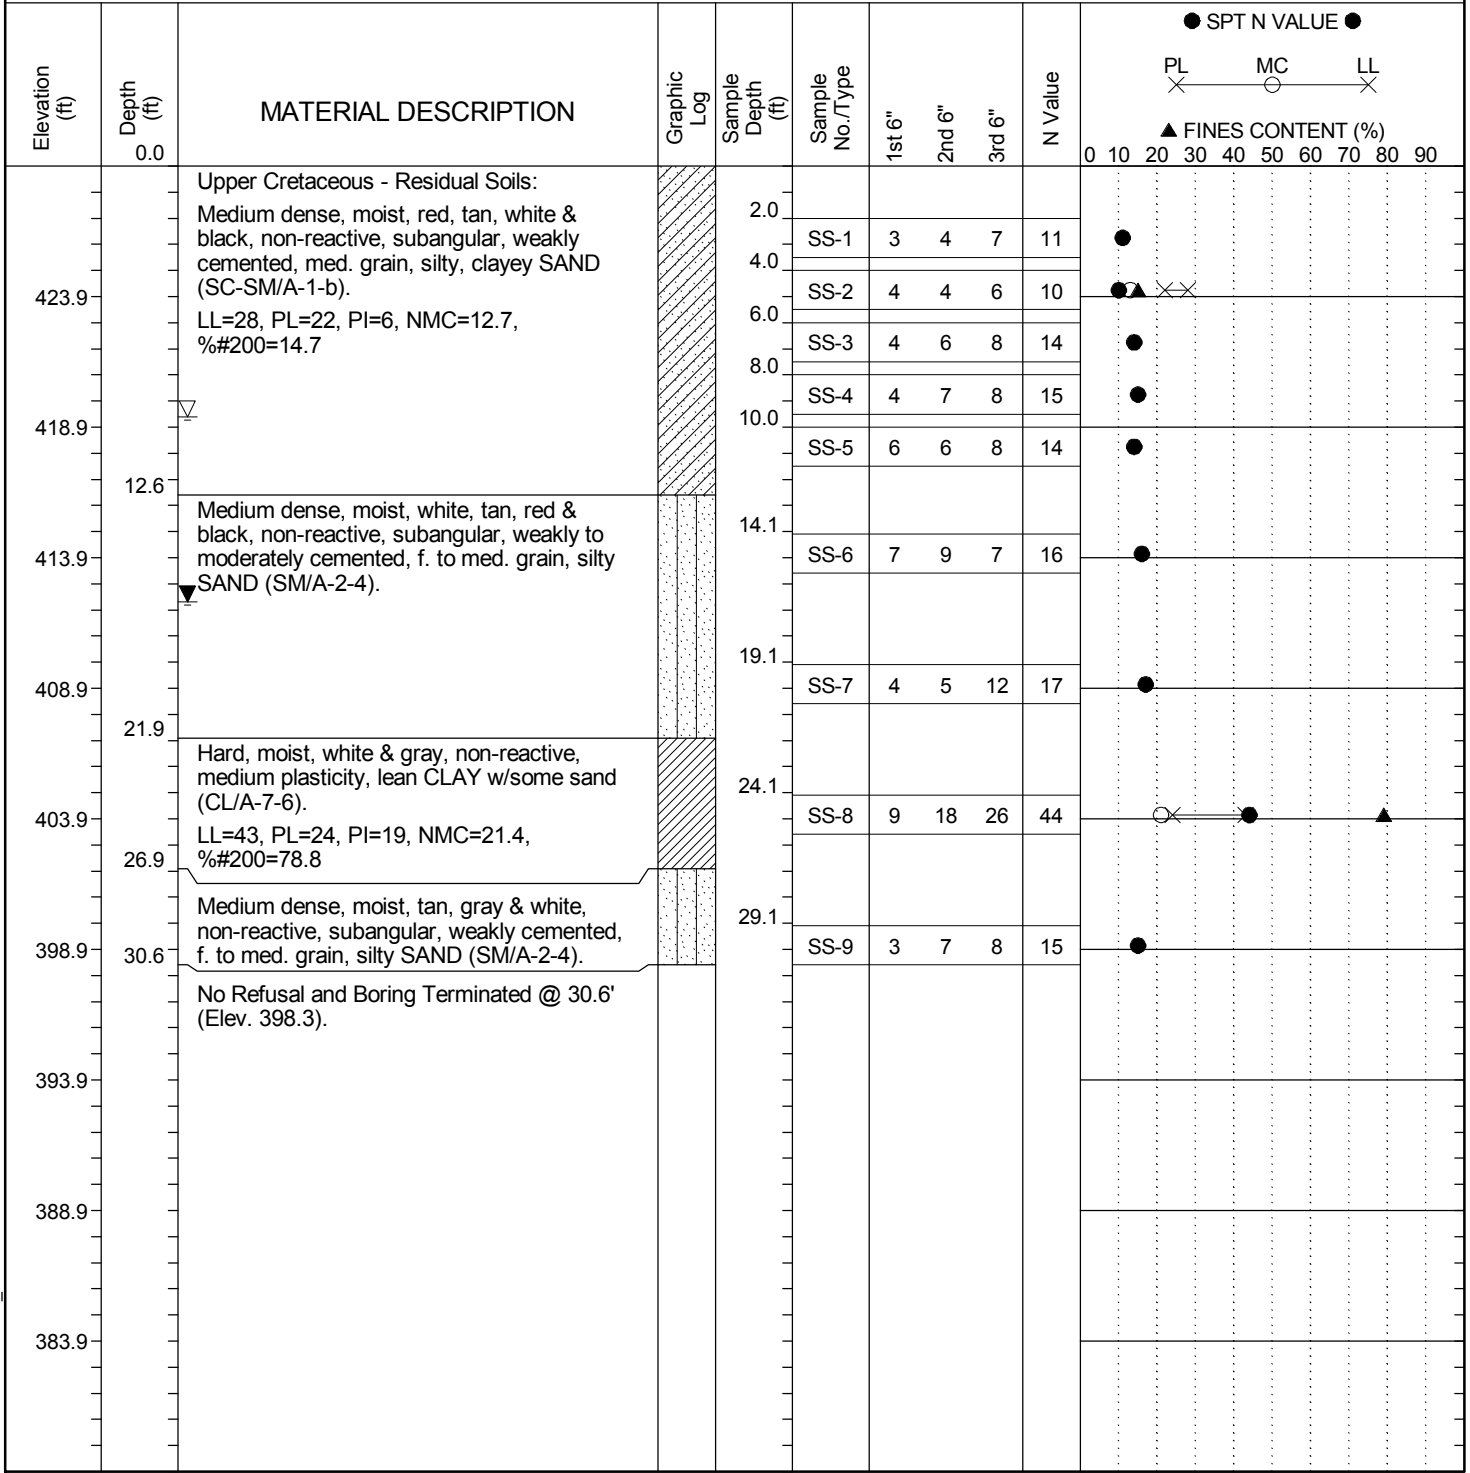 ● SPT N VALUE ●
PL MC LL
▲ FINES CONTENT (%)
0 10 20 30 40 50 60 70 80 90
Elevation
(ft)
Depth
(ft)
0.0
MATERIAL DESCRIPTION
Graphic
Log
Sample
Depth
(ft)
Sample
No./Type
1st 6"
2nd 6"
3rd 6"
N Value
Upper Cretaceous - Residual Soils:
Medium dense, moist, red, tan, white &
black, non-reactive, subangular, weakly
cemented, med. grain, silty, clayey SAND
(SC-SM/A-1-b).
LL=28, PL=22, PI=6, NMC=12.7,
%#200=14.7
2.0
SS-1 3 4 7 11
4.0
423.9
SS-2 4 4 6 10
6.0
SS-3 4 6 8 14
8.0
SS-4 4 7 8 15
10.0
418.9
SS-5 6 6 8 14
12.6
Medium dense, moist, white, tan, red &
black, non-reactive, subangular, weakly to
moderately cemented, f. to med. grain, silty
SAND (SM/A-2-4).
14.1
413.9
SS-6 7 9 7 16
19.1
408.9
SS-7 4 5 12 17
21.9
Hard, moist, white & gray, non-reactive,
medium plasticity, lean CLAY w/some sand
(CL/A-7-6).
LL=43, PL=24, PI=19, NMC=21.4,
%#200=78.8
24.1
403.9
SS-8 9 18 26 44
26.9
Medium dense, moist, tan, gray & white,
non-reactive, subangular, weakly cemented,
f. to med. grain, silty SAND (SM/A-2-4).
29.1
398.9
30.6
SS-9 3 7 8 15
No Refusal and Boring Terminated @ 30.6'
(Elev. 398.3).
393.9
388.9
383.9